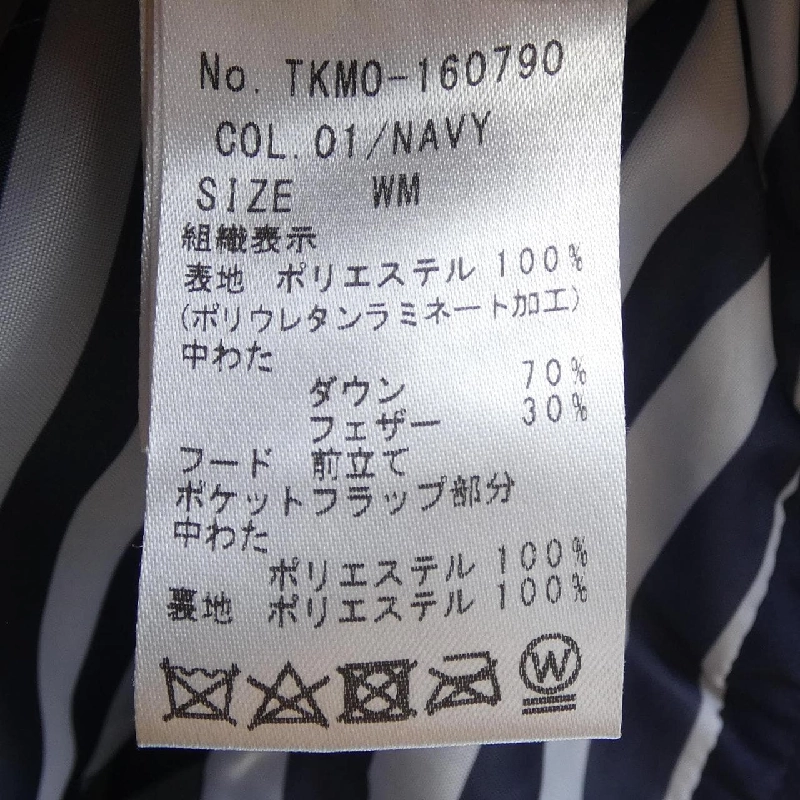 No. TKMO-160790
COL. 01/NAVY
SIZE WM
組織表示
表地 ポリエステル 100%
(ポリウレタンラミネート加工)
中わた
ダウン 70%
フェザー 30%
フード 前立て
ポケットフラップ部分
中わた
ポリエステル 100%
裏地 ポリエステル 100%
W